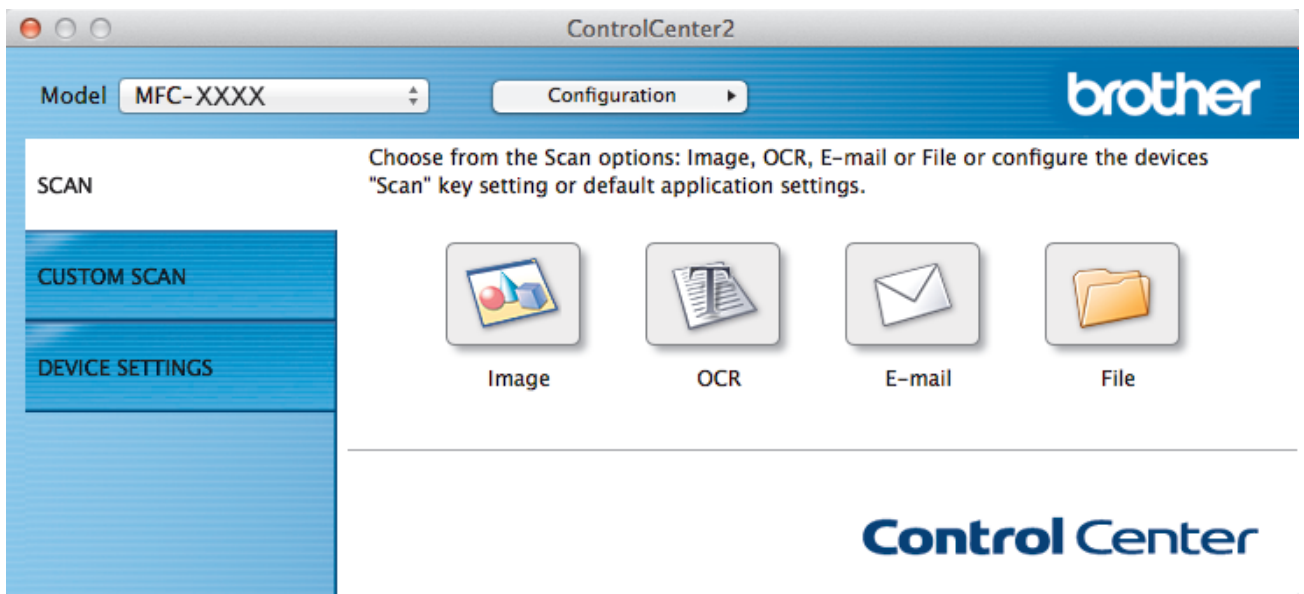 ControlCenter2
Model MFC-XXXX Configuration brother
SCAN
Choose from the Scan options: Image, OCR, E-mail or File or configure the devices
"Scan" key setting or default application settings.
CUSTOM SCAN
DEVICE SETTINGS
Image OCR E-mail File
Control Center